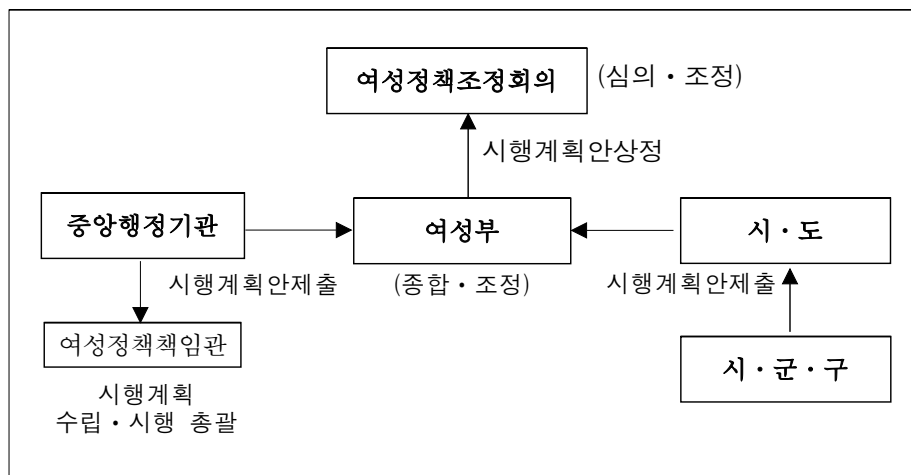 여성정책조정회의 (심의・조정)
시행계획안상정
중앙행정기관
여성부
시・도
시행계획안제출
(종합・조정)
시행계획안제출
여성정책책임관
시・군・구
시행계획
수립・시행 총괄